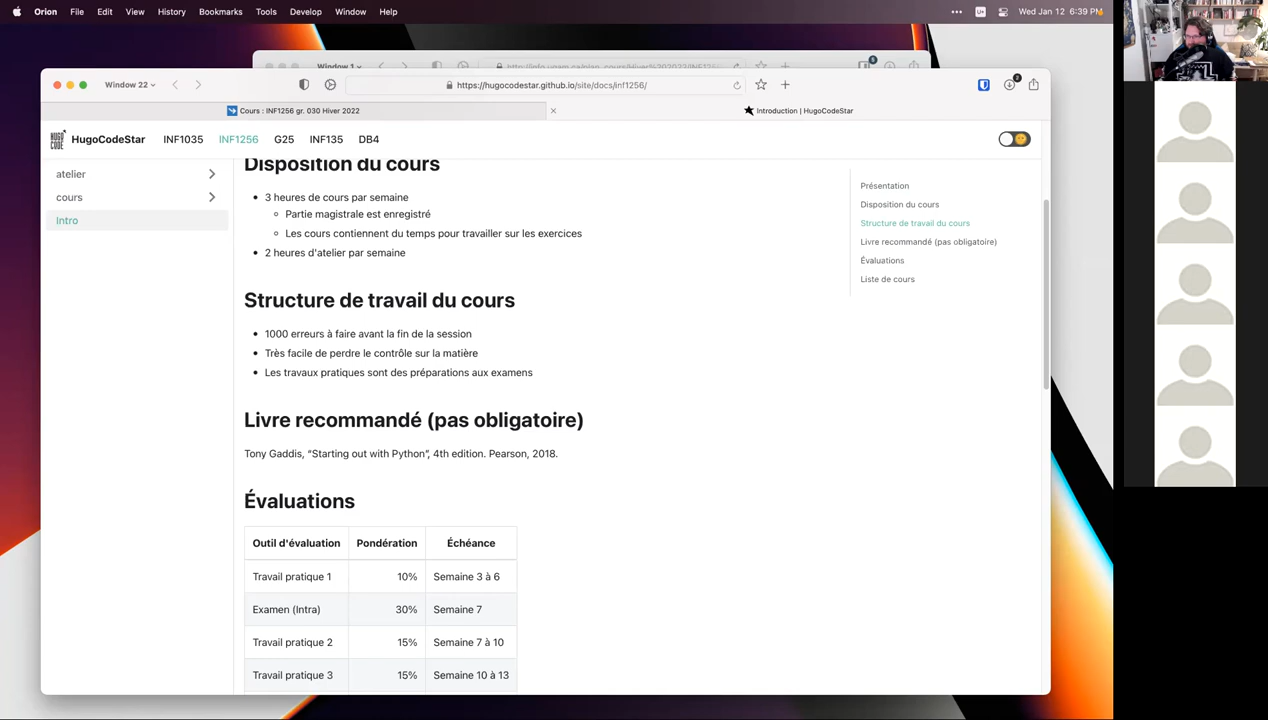 Orion File Edit View History Bookmarks Tools Develop Window Help
Wed Jan 12 6:39 PM
Window 1
Window 22
https://hugocodestar.github.io/site/docs/inf1256/
Cours : INF1256 gr. 030 Hiver 2022
Introduction | HugoCodeStar
HugoCodeStar INF1035 INF1256 G25 INF135 DB4
atelier
cours
Intro
Disposition du cours
3 heures de cours par semaine
Partie magistrale est enregistré
Les cours contiennent du temps pour travailler sur les exercices
2 heures d'atelier par semaine
Structure de travail du cours
1000 erreurs à faire avant la fin de la session
Très facile de perdre le contrôle sur la matière
Les travaux pratiques sont des préparations aux examens
Livre recommandé (pas obligatoire)
Tony Gaddis, “Starting out with Python”, 4th edition. Pearson, 2018.
Évaluations
Outil d'évaluation Pondération Échéance
Travail pratique 1 10% Semaine 3 à 6
Examen (Intra) 30% Semaine 7
Travail pratique 2 15% Semaine 7 à 10
Travail pratique 3 15% Semaine 10 à 13
Présentation
Disposition du cours
Structure de travail du cours
Livre recommandé (pas obligatoire)
Évaluations
Liste de cours